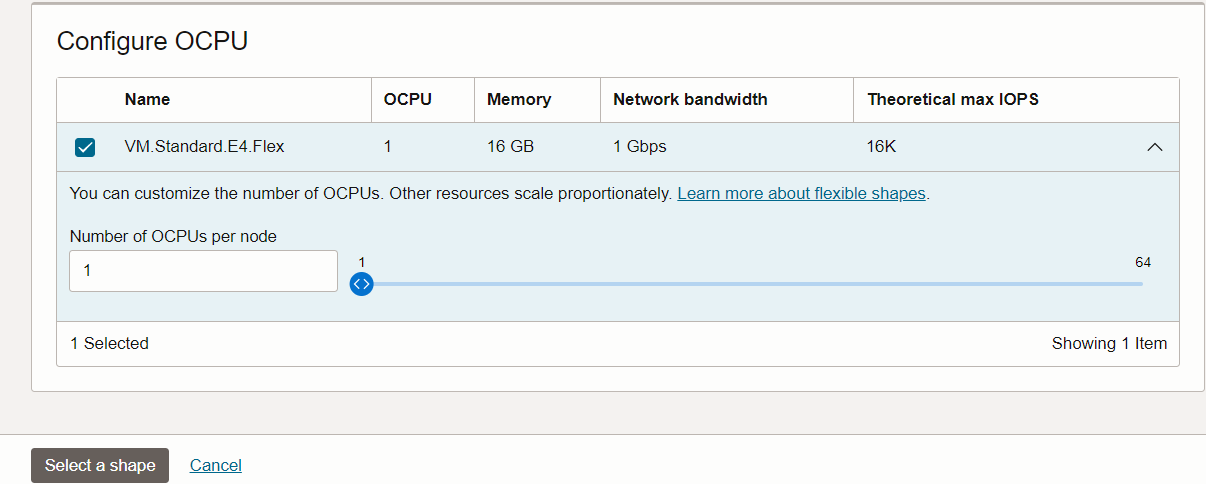 Configure OCPU
Name OCPU Memory Network bandwidth Theoretical max IOPS
VM.Standard.E4.Flex 1 16 GB 1 Gbps 16K
You can customize the number of OCPUs. Other resources scale proportionately. Learn more about flexible shapes.
Number of OCPUs per node
1 64
1
1 Selected Showing 1 Item
Select a shape Cancel